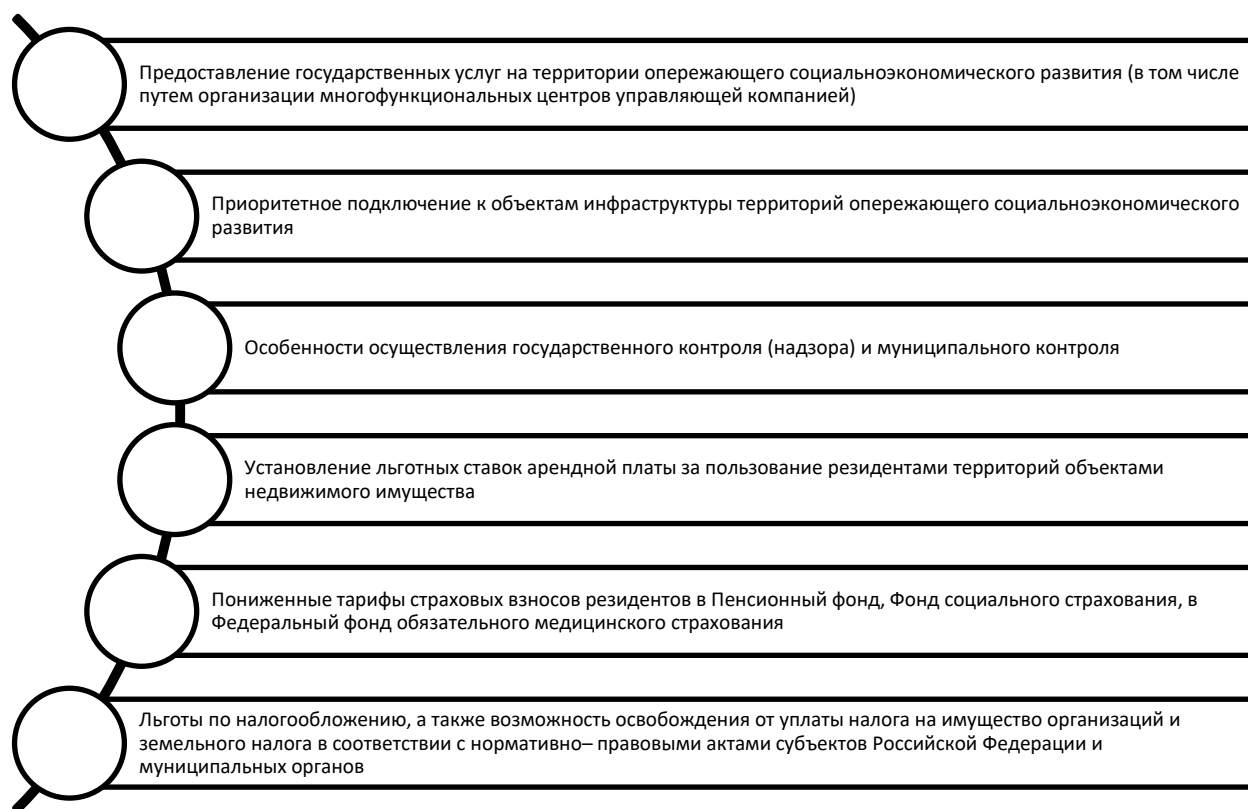 Предоставление государственных услуг на территории опережающего социальноэкономического развития (в том числе
путем организации многофункциональных центров управляющей компанией)
Приоритетное подключение к объектам инфраструктуры территорий опережающего социальноэкономического
развития
Особенности осуществления государственного контроля (надзора) и муниципального контроля
Установление льготных ставок арендной платы за пользование резидентами территорий объектами
недвижимого имущества
Пониженные тарифы страховых взносов резидентов в Пенсионный фонд, Фонд социального страхования, в
Федеральный фонд обязательного медицинского страхования
Льготы по налогообложению, а также возможность освобождения от уплаты налога на имущество организаций и
земельного налога в соответствии с нормативно– правовыми актами субъектов Российской Федерации и
муниципальных органов